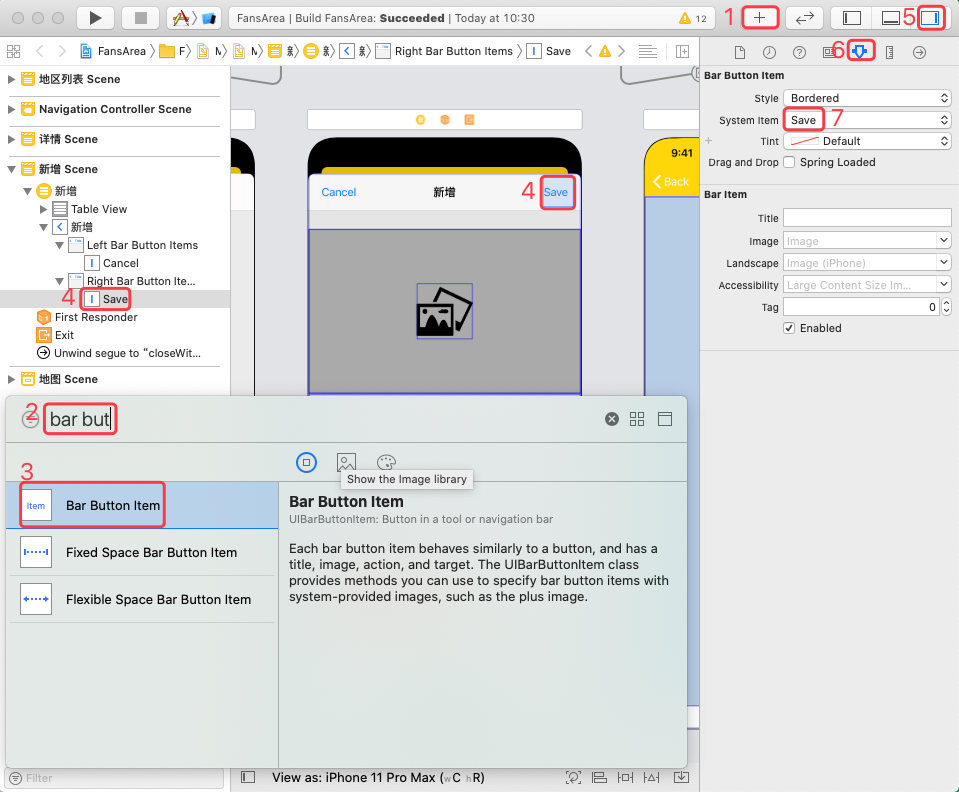 FansArea | Build FansArea: Succeeded | Today at 10:30
12
1
5
FansArea
F
M
M
Right Bar Button Items
Save
6
地区列表 Scene
Navigation Controller Scene
详情 Scene
新增 Scene
新增
Table View
新增
Left Bar Button Items
Cancel
Right Bar Button Ite...
4
Save
First Responder
Exit
Unwind segue to "closeWit...
地图 Scene
Cancel
新增
4
Save
9:41
Back
Bar Button Item
Style
Bordered
System Item
Save
7
Tint
Default
Drag and Drop
Spring Loaded
Bar Item
Title
Image
Image
Landscape
Image (iPhone)
Accessibility
Large Content Size Im...
Tag
0
Enabled
2
bar but
Show the Image library
3
Item
Bar Button Item
Fixed Space Bar Button Item
Flexible Space Bar Button Item
Bar Button Item
UIBarButtonItem: Button in a tool or navigation bar
Each bar button item behaves similarly to a button, and has a
title, image, action, and target. The UIBarButtonItem class
provides methods you can use to specify bar button items with
system-provided images, such as the plus image.
Filter
View as: iPhone 11 Pro Max (wC hR)